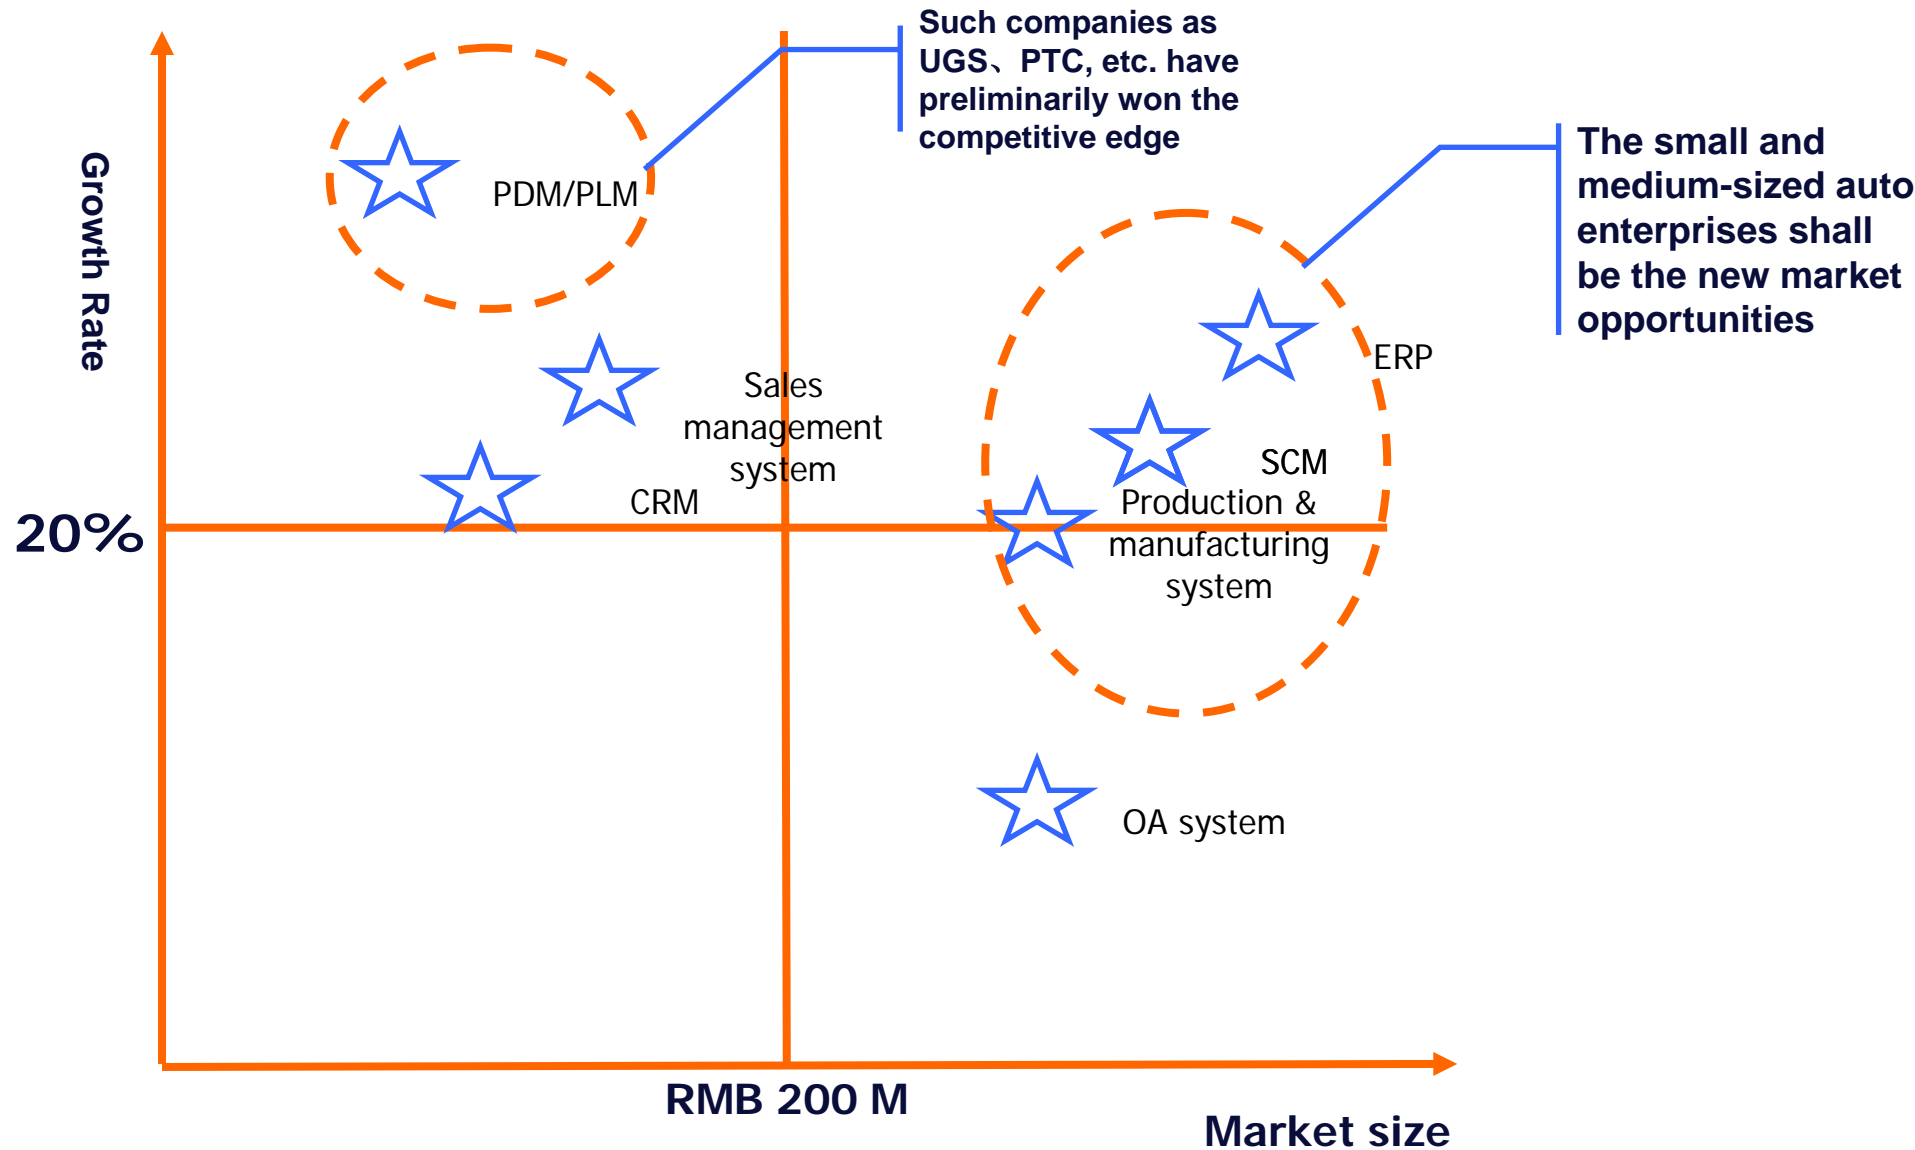 Such companies as
UGS、PTC, etc. have
preliminarily won the
competitive edge
The small and
medium-sized auto
enterprises shall
be the new market
opportunities
Growth Rate
PDM/PLM
ERP
Sales
management
system
SCM
CRM
Production &
manufacturing
system
20%
OA system
RMB 200 M
Market size